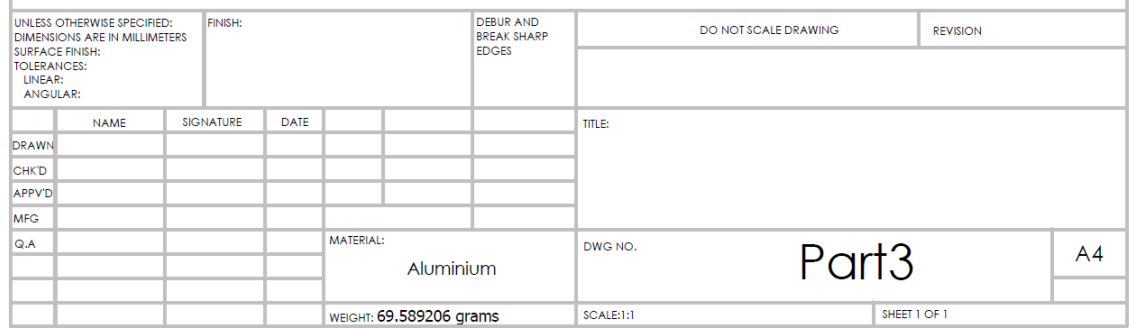 UNLESS OTHERWISE SPECIFIED:
DIMENSIONS ARE IN MILLIMETERS
SURFACE FINISH:
TOLERANCES:
LINEAR:
ANGULAR:
FINISH:
DEBUR AND
BREAK SHARP
EDGES
DO NOT SCALE DRAWING
REVISION
NAME
SIGNATURE
DATE
TITLE:
DRAWN
CHK'D
APPV'D
MFG
Q.A
MATERIAL:
Aluminium
DWG NO.
Part3
A4
WEIGHT: 69.589206 grams
SCALE:1:1
SHEET 1 OF 1